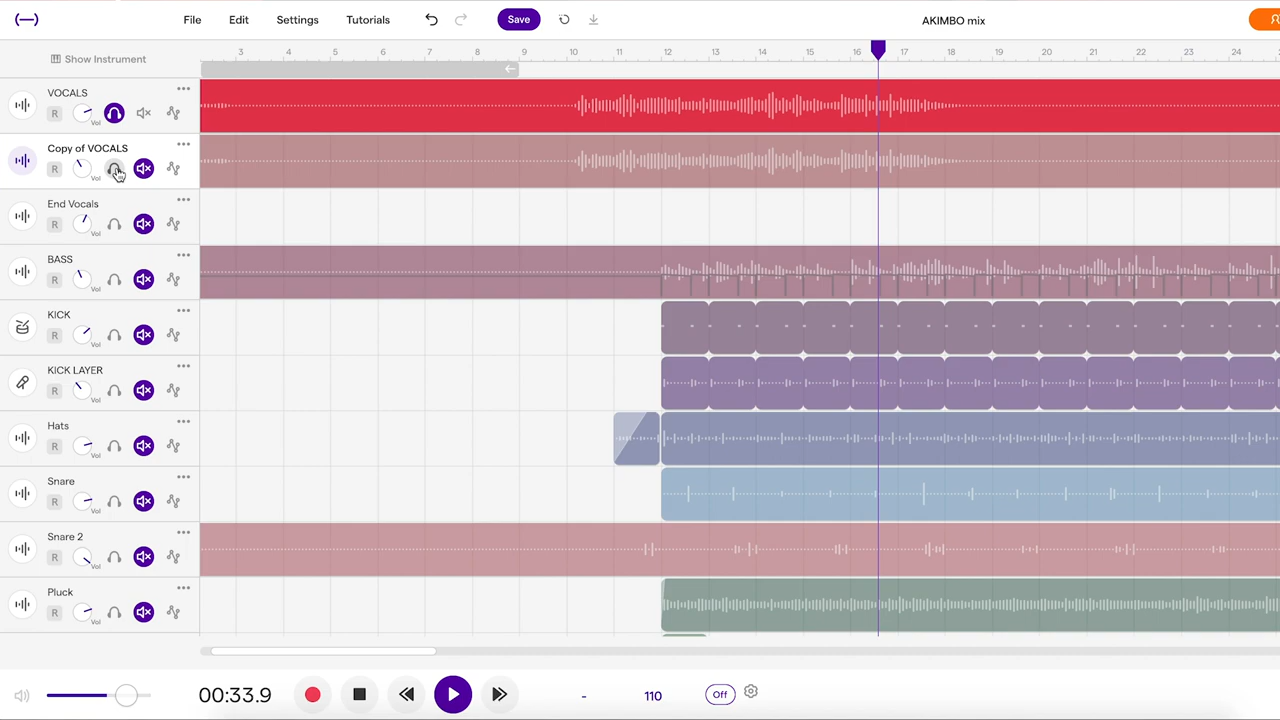 File Edit Settings Tutorials Save AKIMBO mix
Show Instrument
3 4 5 6 7 8 9 10 11 12 13 14 15 16 17 18 19 20 21 22 23 24
VOCALS
R Vol
Copy of VOCALS
R Vol
End Vocals
R Vol
BASS
R Vol
KICK
R Vol
KICK LAYER
R Vol
Hats
R Vol
Snare
R Vol
Snare 2
R Vol
Pluck
R Vol
00:33.9 - 110 Off